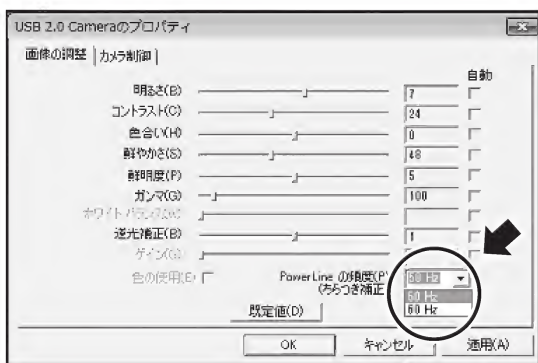 USB 2.0 Cameraのプロパティ
画像の調整 カメラ制御
自動
明るさ(B) 7
コントラスト(C) 24
色合い(H) 0
鮮やかさ(S) 48
鮮明度(P) 5
ガンマ(G) 100
ホワイト バランス(W)
逆光補正(B) 1
ゲイン(G)
色の使用(E) PowerLine の頻度(P) 60 Hz
(ちらつき補正
60 Hz
既定値(D)
OK キャンセル 適用(A)